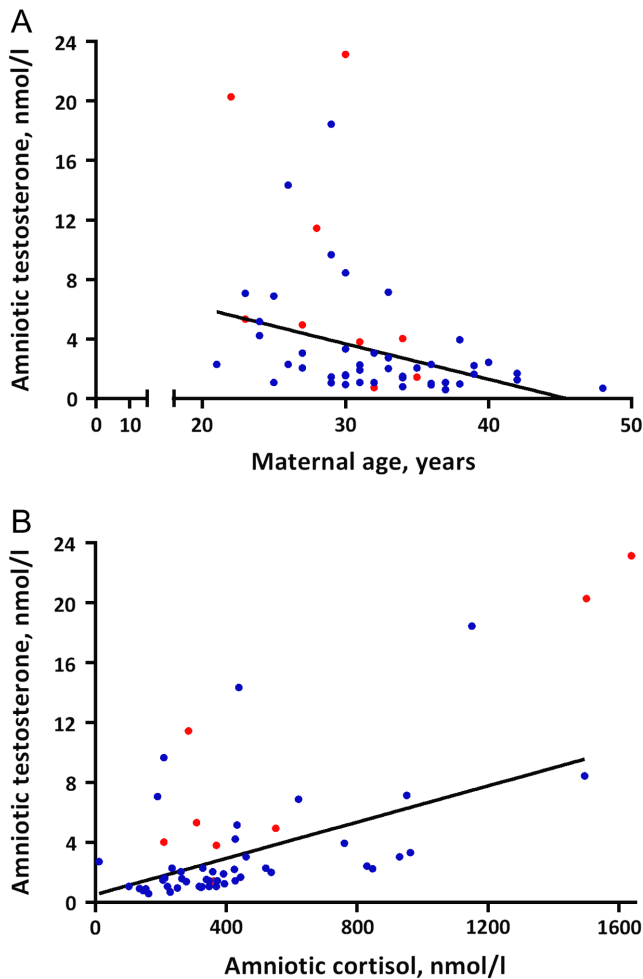 A
Amniotic testosterone, nmol/l
24
20
16
12
8
4
0
0 10 20 30 40 50
Maternal age, years
B
Amniotic testosterone, nmol/l
24
20
16
12
8
4
0
0 400 800 1200 1600
Amniotic cortisol, nmol/l